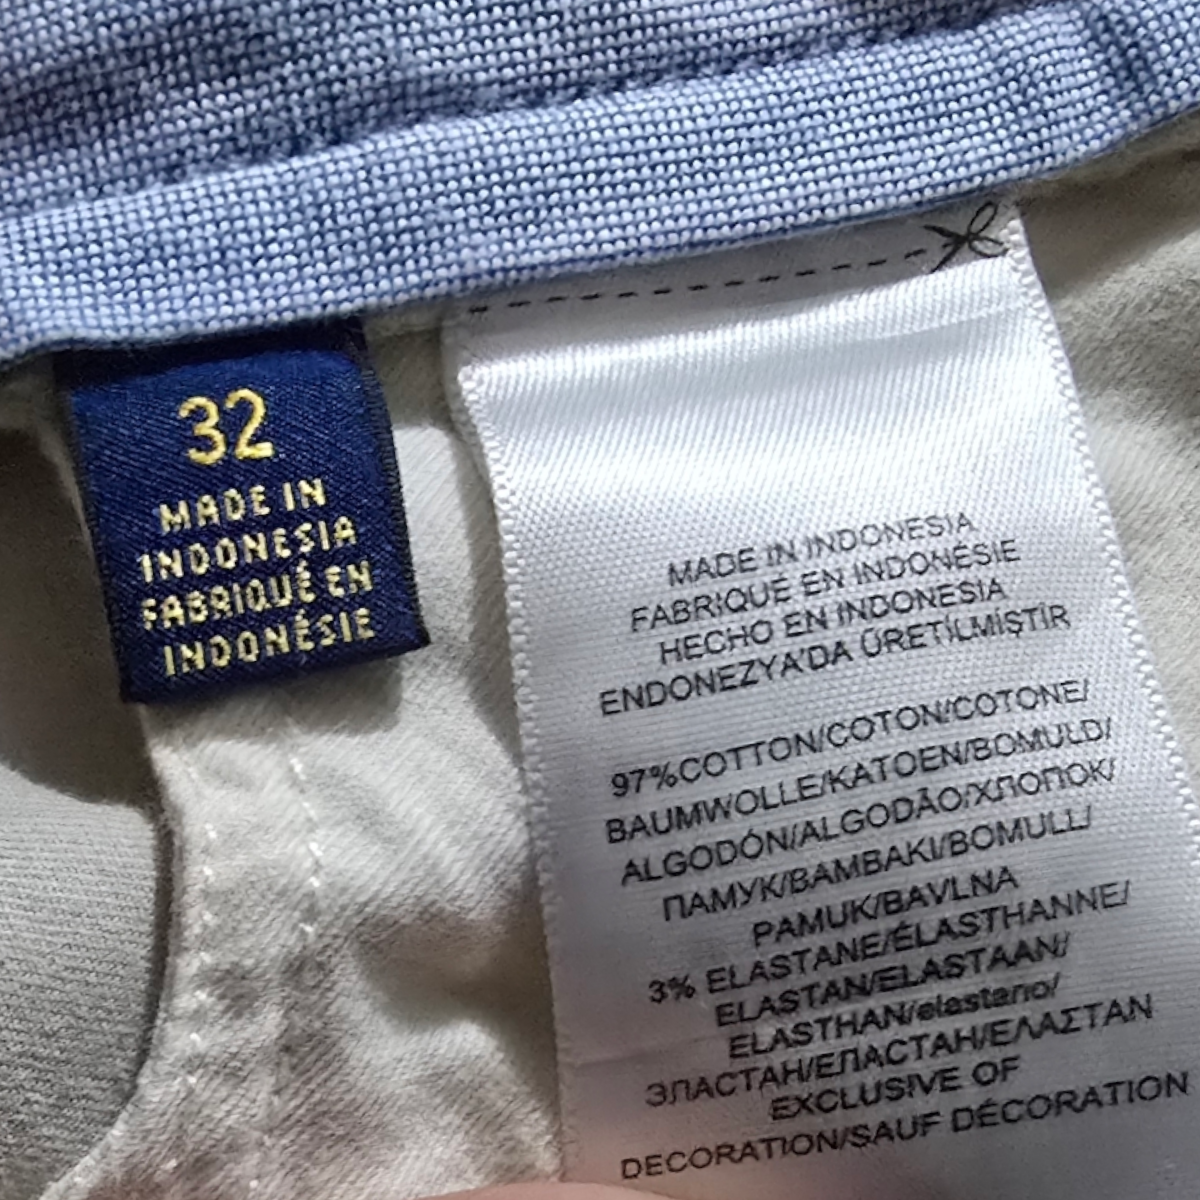 32
MADE IN
INDONESIA
FABRIQUÉ EN
INDONÉSIE
MADE IN INDONESIA
FABRIQUÉ EN INDONÉSIE
HECHO EN INDONESIA
ENDONEZYA'DA ÜRETİLMİŞTİR
97%COTTON/COTON/COTONE/
BAUMWOLLE/KATOEN/BOMULD/
ALGODÓN/ALGODÃO/ХЛОПОК/
ПАМУК/BAMBAKI/BOMULL/
PAMUK/BAVLNA
3% ELASTANE/ÉLASTHANNE/
ELASTAN/ELASTAAN/
ELASTHAN/elastano/
ЭЛАСТАН/ЕЛАСТАН/ΕΛΑΣΤΑΝ
EXCLUSIVE OF
DECORATION/SAUF DÉCORATION